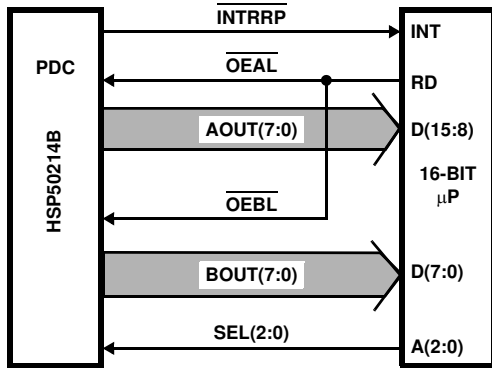 INTRRP
INT
PDC
OEAL
RD
HSP50214B
AOUT(7:0)
D(15:8)
16-BIT
μP
OEBL
BOUT(7:0)
D(7:0)
SEL(2:0)
A(2:0)